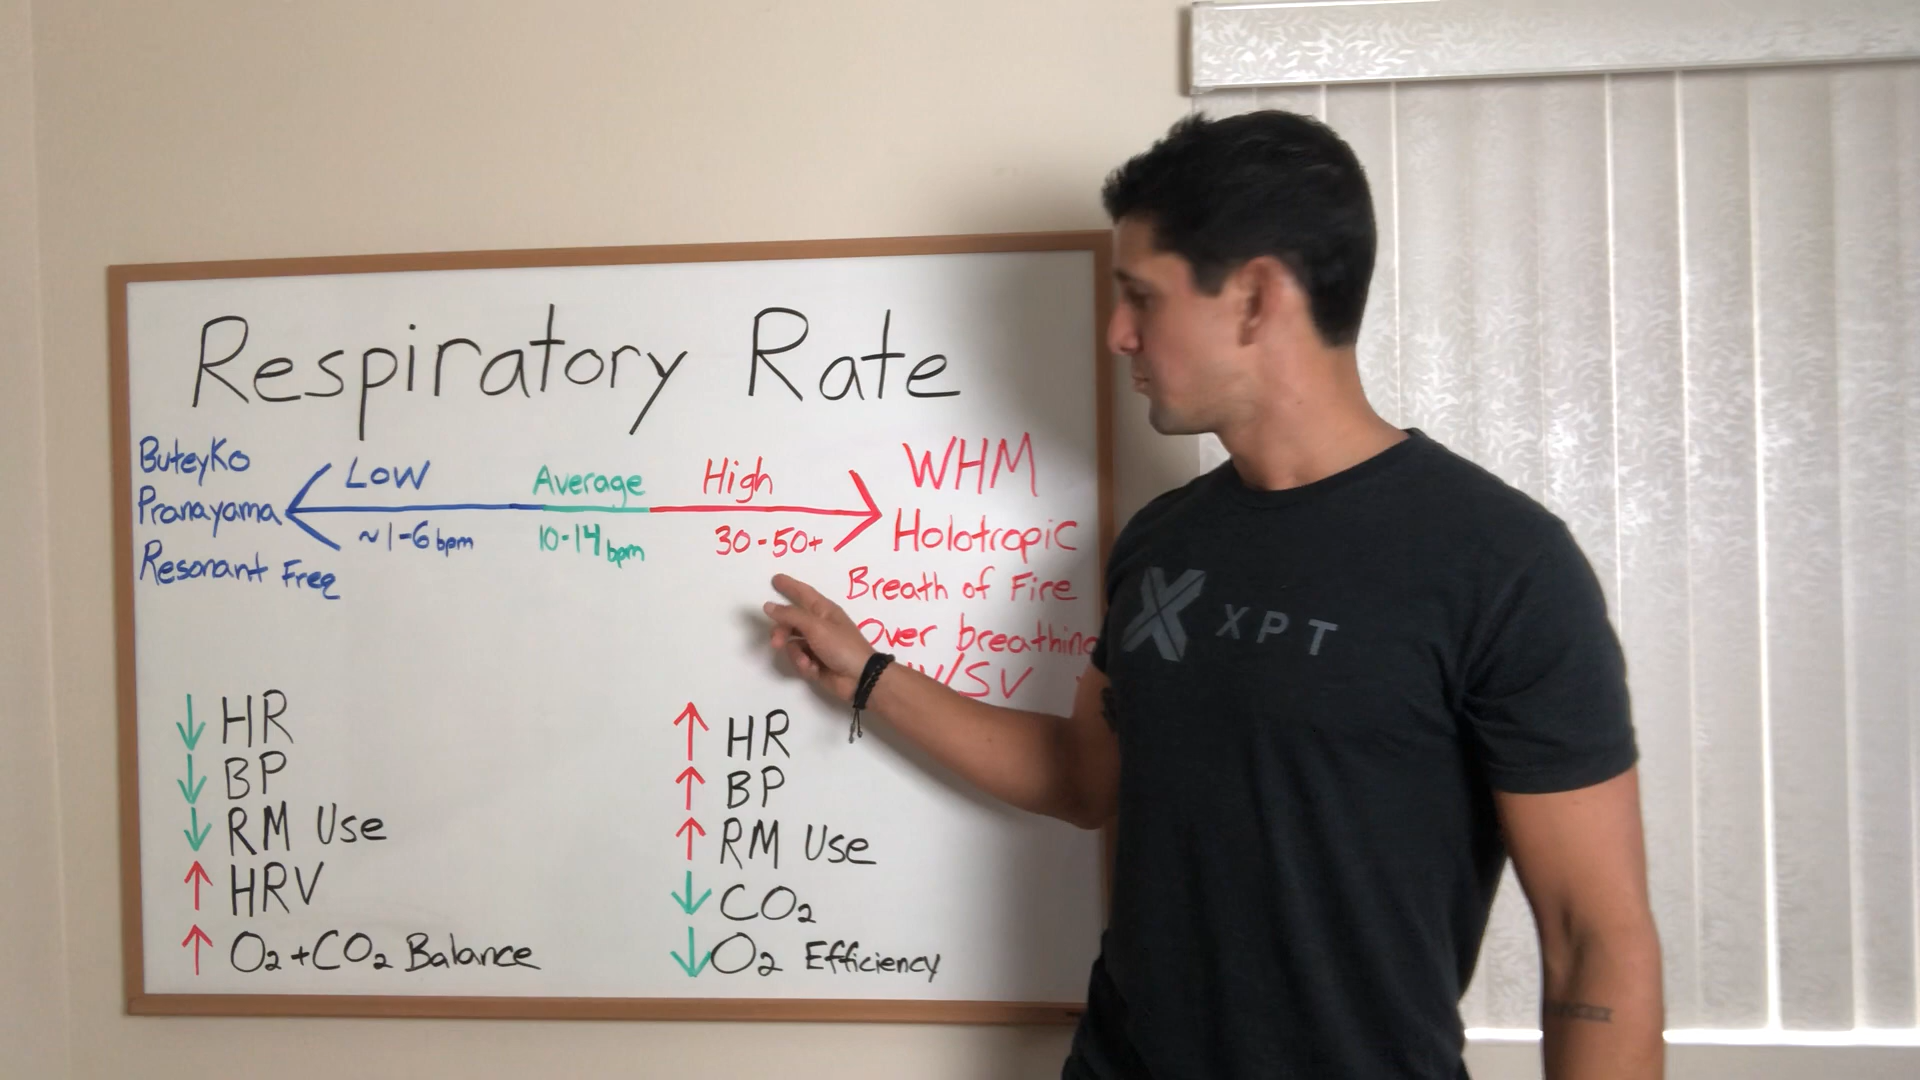 Respiratory Rate
Buteyko
Pranayama
Resonant Freq
Low
~1-6 bpm
Average
10-14 bpm
High
30-50+
WHM
Holotropic
Breath of Fire
Over breathing
/SV
↓ HR
↓ BP
↓ RM Use
↑ HRV
↑ O₂+CO₂ Balance
↑ HR
↑ BP
↑ RM Use
↓ CO₂
↓ O₂ Efficiency
XPT